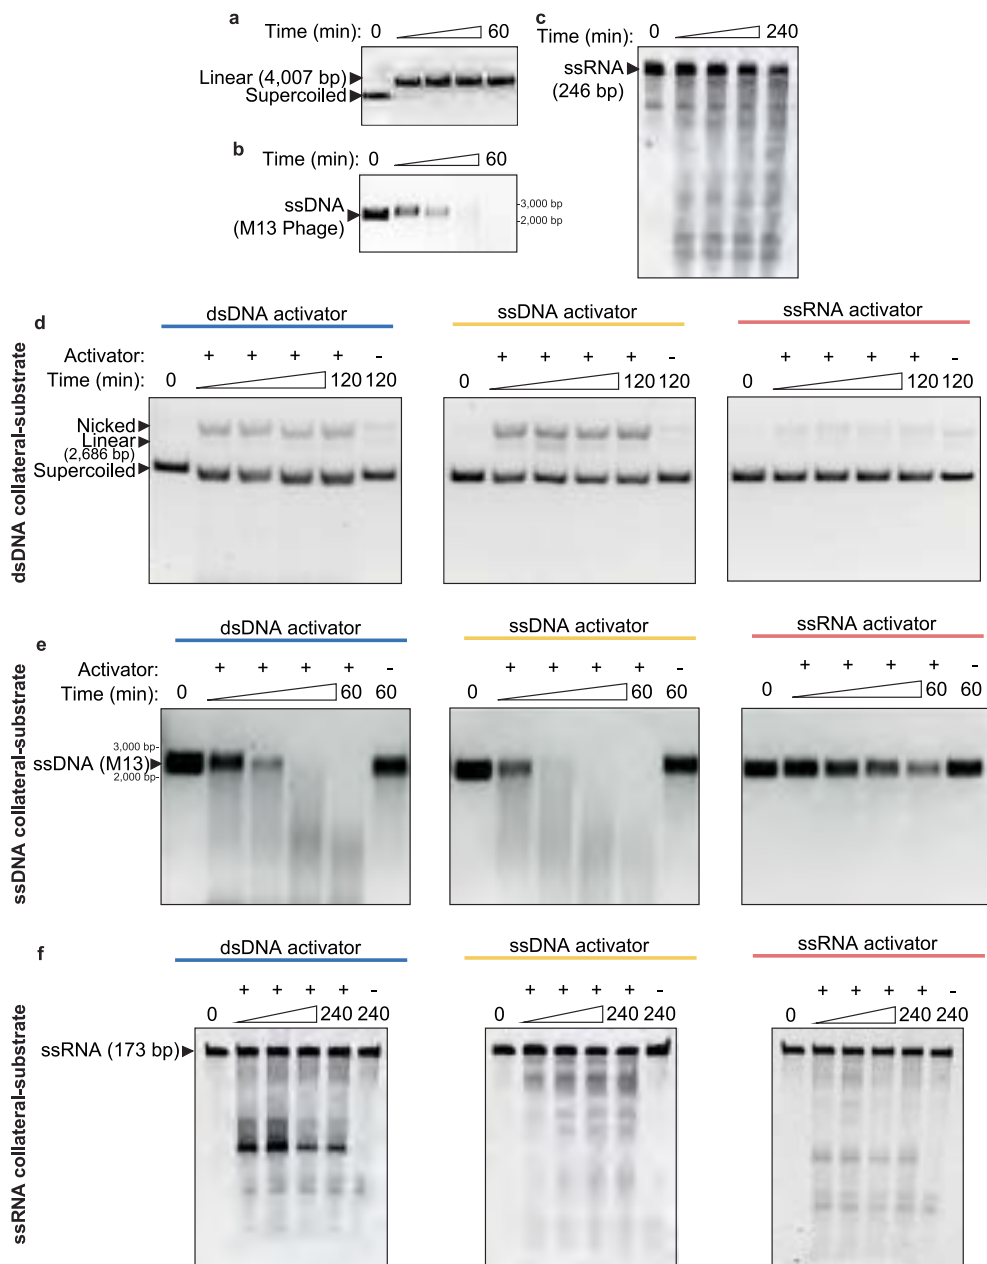 a
Time (min): 0 60
Linear (4,007 bp)
Supercoiled
b
Time (min): 0 60
ssDNA
(M13 Phage)
3,000 bp
2,000 bp
c
Time (min): 0 240
ssRNA
(246 bp)
d
dsDNA activator ssDNA activator ssRNA activator
Activator: + + + + - + + + + - + + + + -
Time (min): 0 120 120 0 120 120 0 120 120
Nicked
Linear
(2,686 bp)
Supercoiled
dsDNA collateral-substrate
e
dsDNA activator ssDNA activator ssRNA activator
Activator: + + + + - + + + + - + + + + -
Time (min): 0 60 60 0 60 60 0 60 60
3,000 bp-
ssDNA (M13)
2,000 bp-
ssDNA collateral-substrate
f
dsDNA activator ssDNA activator ssRNA activator
+ + + + - + + + + - + + + + -
0 240 240 0 240 240 0 240 240
ssRNA (173 bp)
ssRNA collateral-substrate